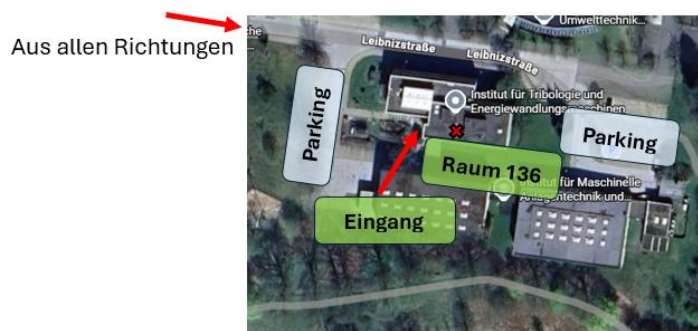 Umwelttechnik...
che
Aus allen Richtungen
Leibnizstraße
Leibnizstraße
Institut für Tribologie und
Energiewandlungsmaschinen
Parking
Parking
Raum 136
Institut für Maschinelle
Anlagentechnik und...
Eingang